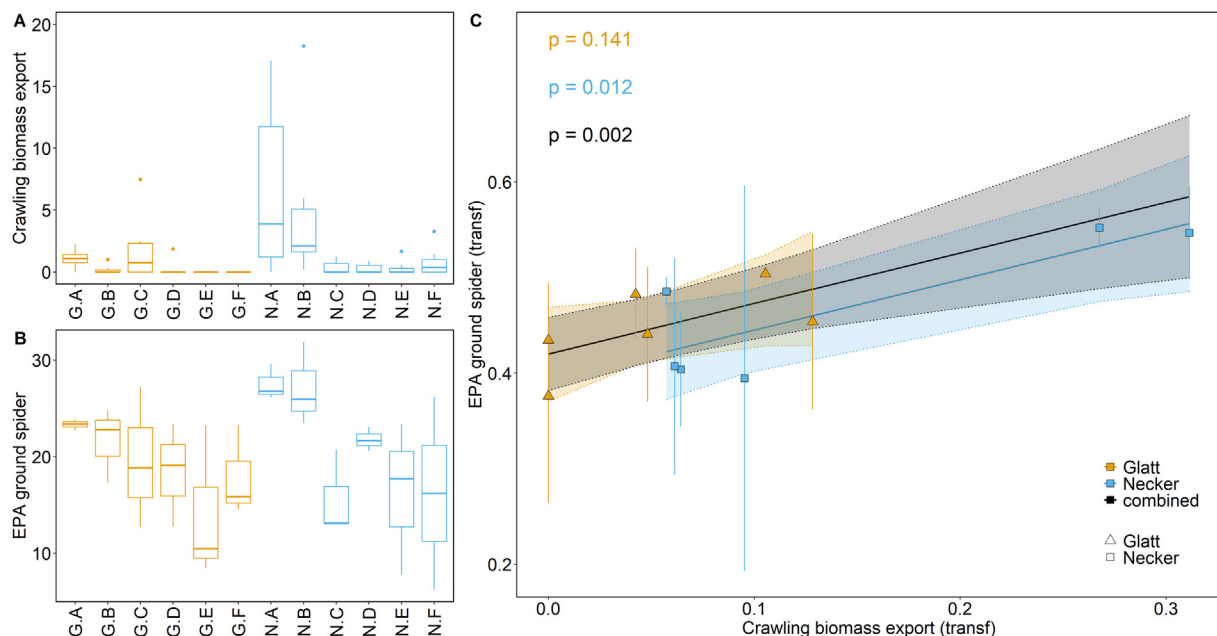 A
Crawling biomass export
20
15
10
5
0
G.A
G.B
G.C
G.D
G.E
G.F
N.A
N.B
N.C
N.D
N.E
N.F
B
EPA ground spider
30
20
10
G.A
G.B
G.C
G.D
G.E
G.F
N.A
N.B
N.C
N.D
N.E
N.F
C
p = 0.141
p = 0.012
p = 0.002
EPA ground spider (transf)
0.6
0.4
0.2
Glatt
Necker
combined
Glatt
Necker
0.0
0.1
0.2
0.3
Crawling biomass export (transf)